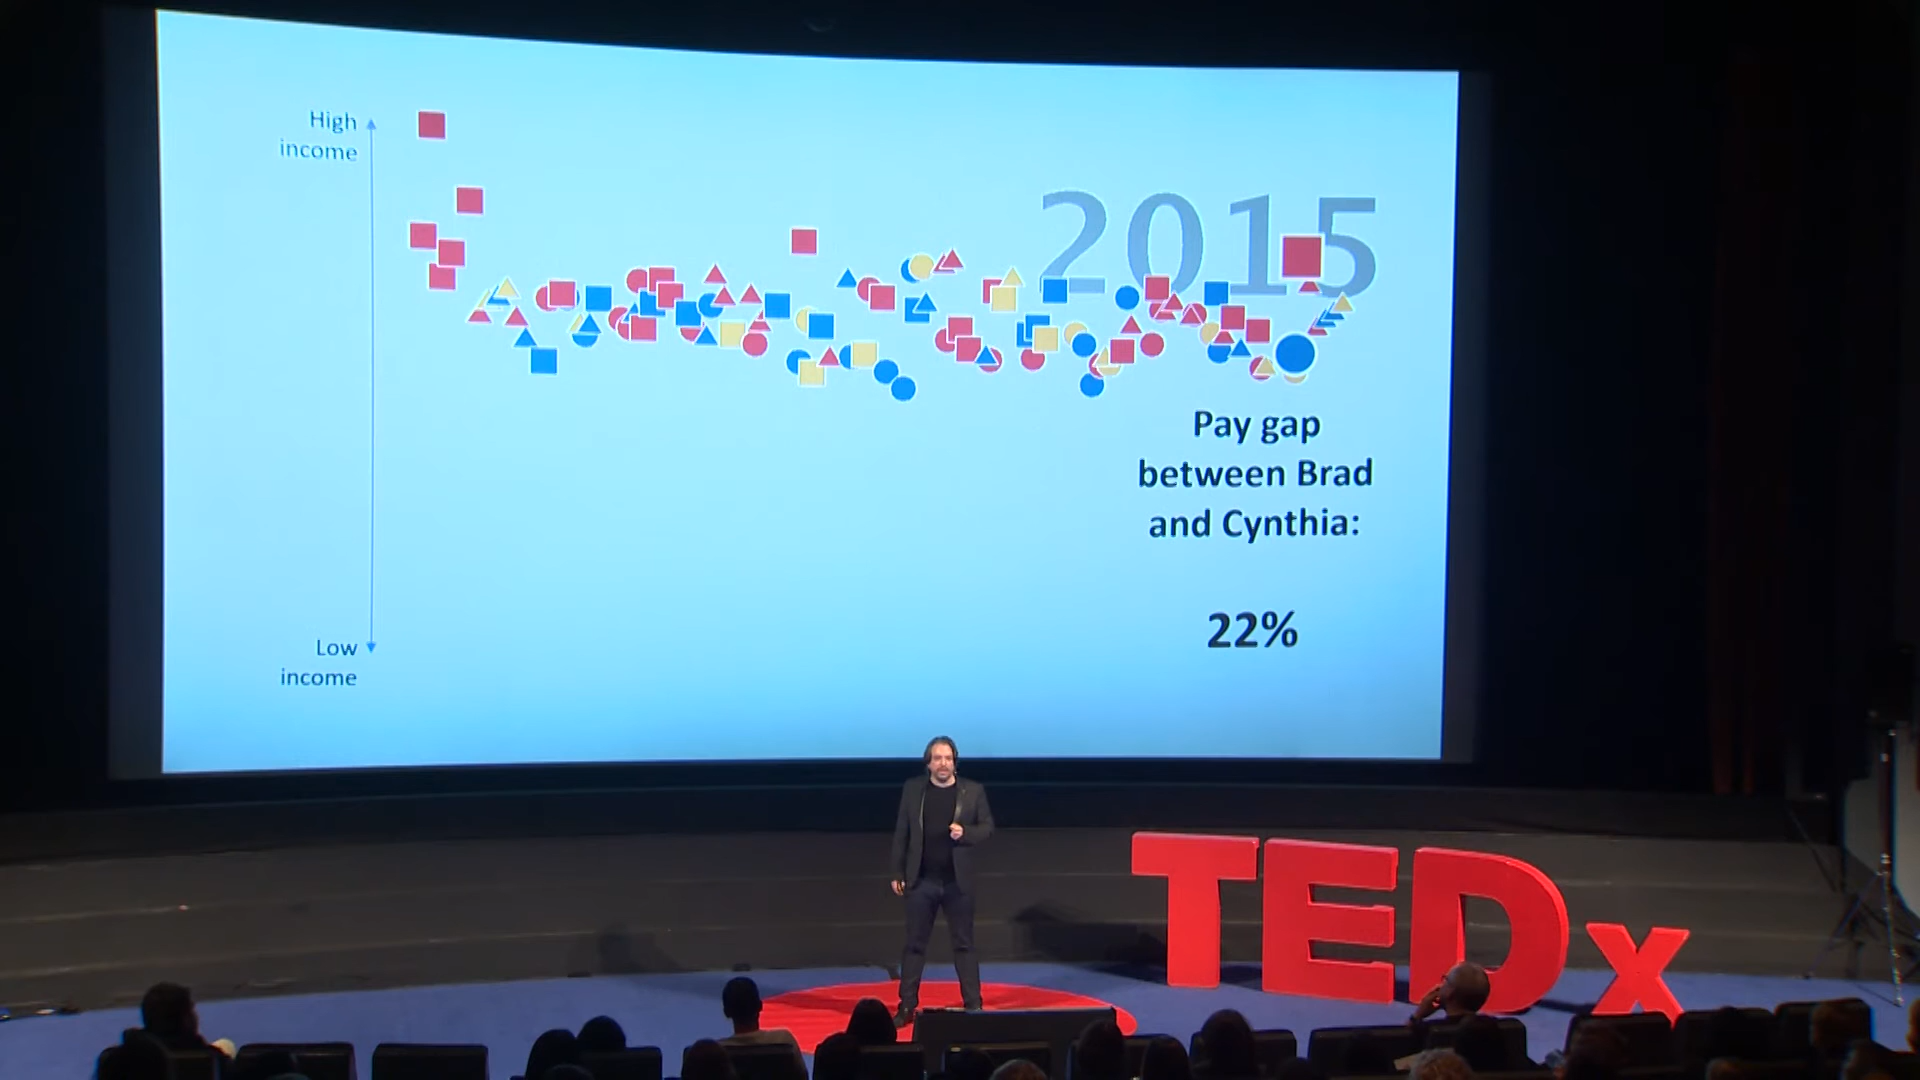 High
income
2015
Pay gap
between Brad
and Cynthia:
22%
Low
income
TEDx